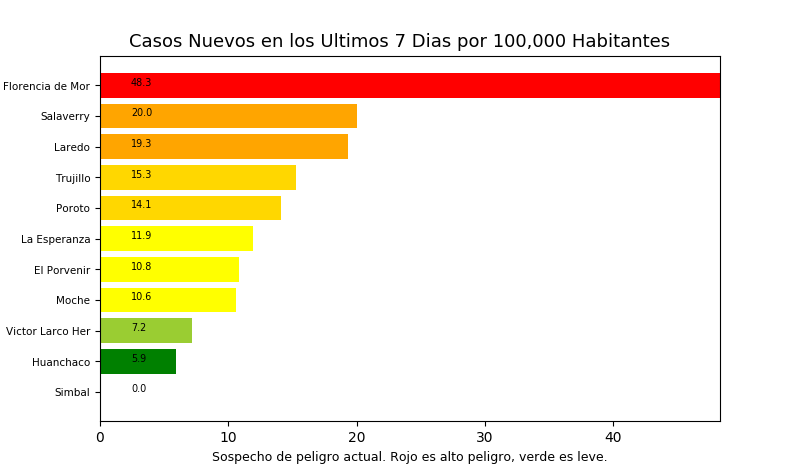 Casos Nuevos en los Ultimos 7 Dias por 100,000 Habitantes
Florencia de Mor 48.3
Salaverry 20.0
Laredo 19.3
Trujillo 15.3
Poroto 14.1
La Esperanza 11.9
El Porvenir 10.8
Moche 10.6
Victor Larco Her 7.2
Huanchaco 5.9
Simbal 0.0
0 10 20 30 40
Sospecho de peligro actual. Rojo es alto peligro, verde es leve.